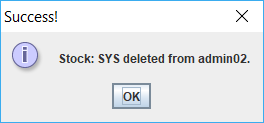 Success!
Stock: SYS deleted from admin02.
OK